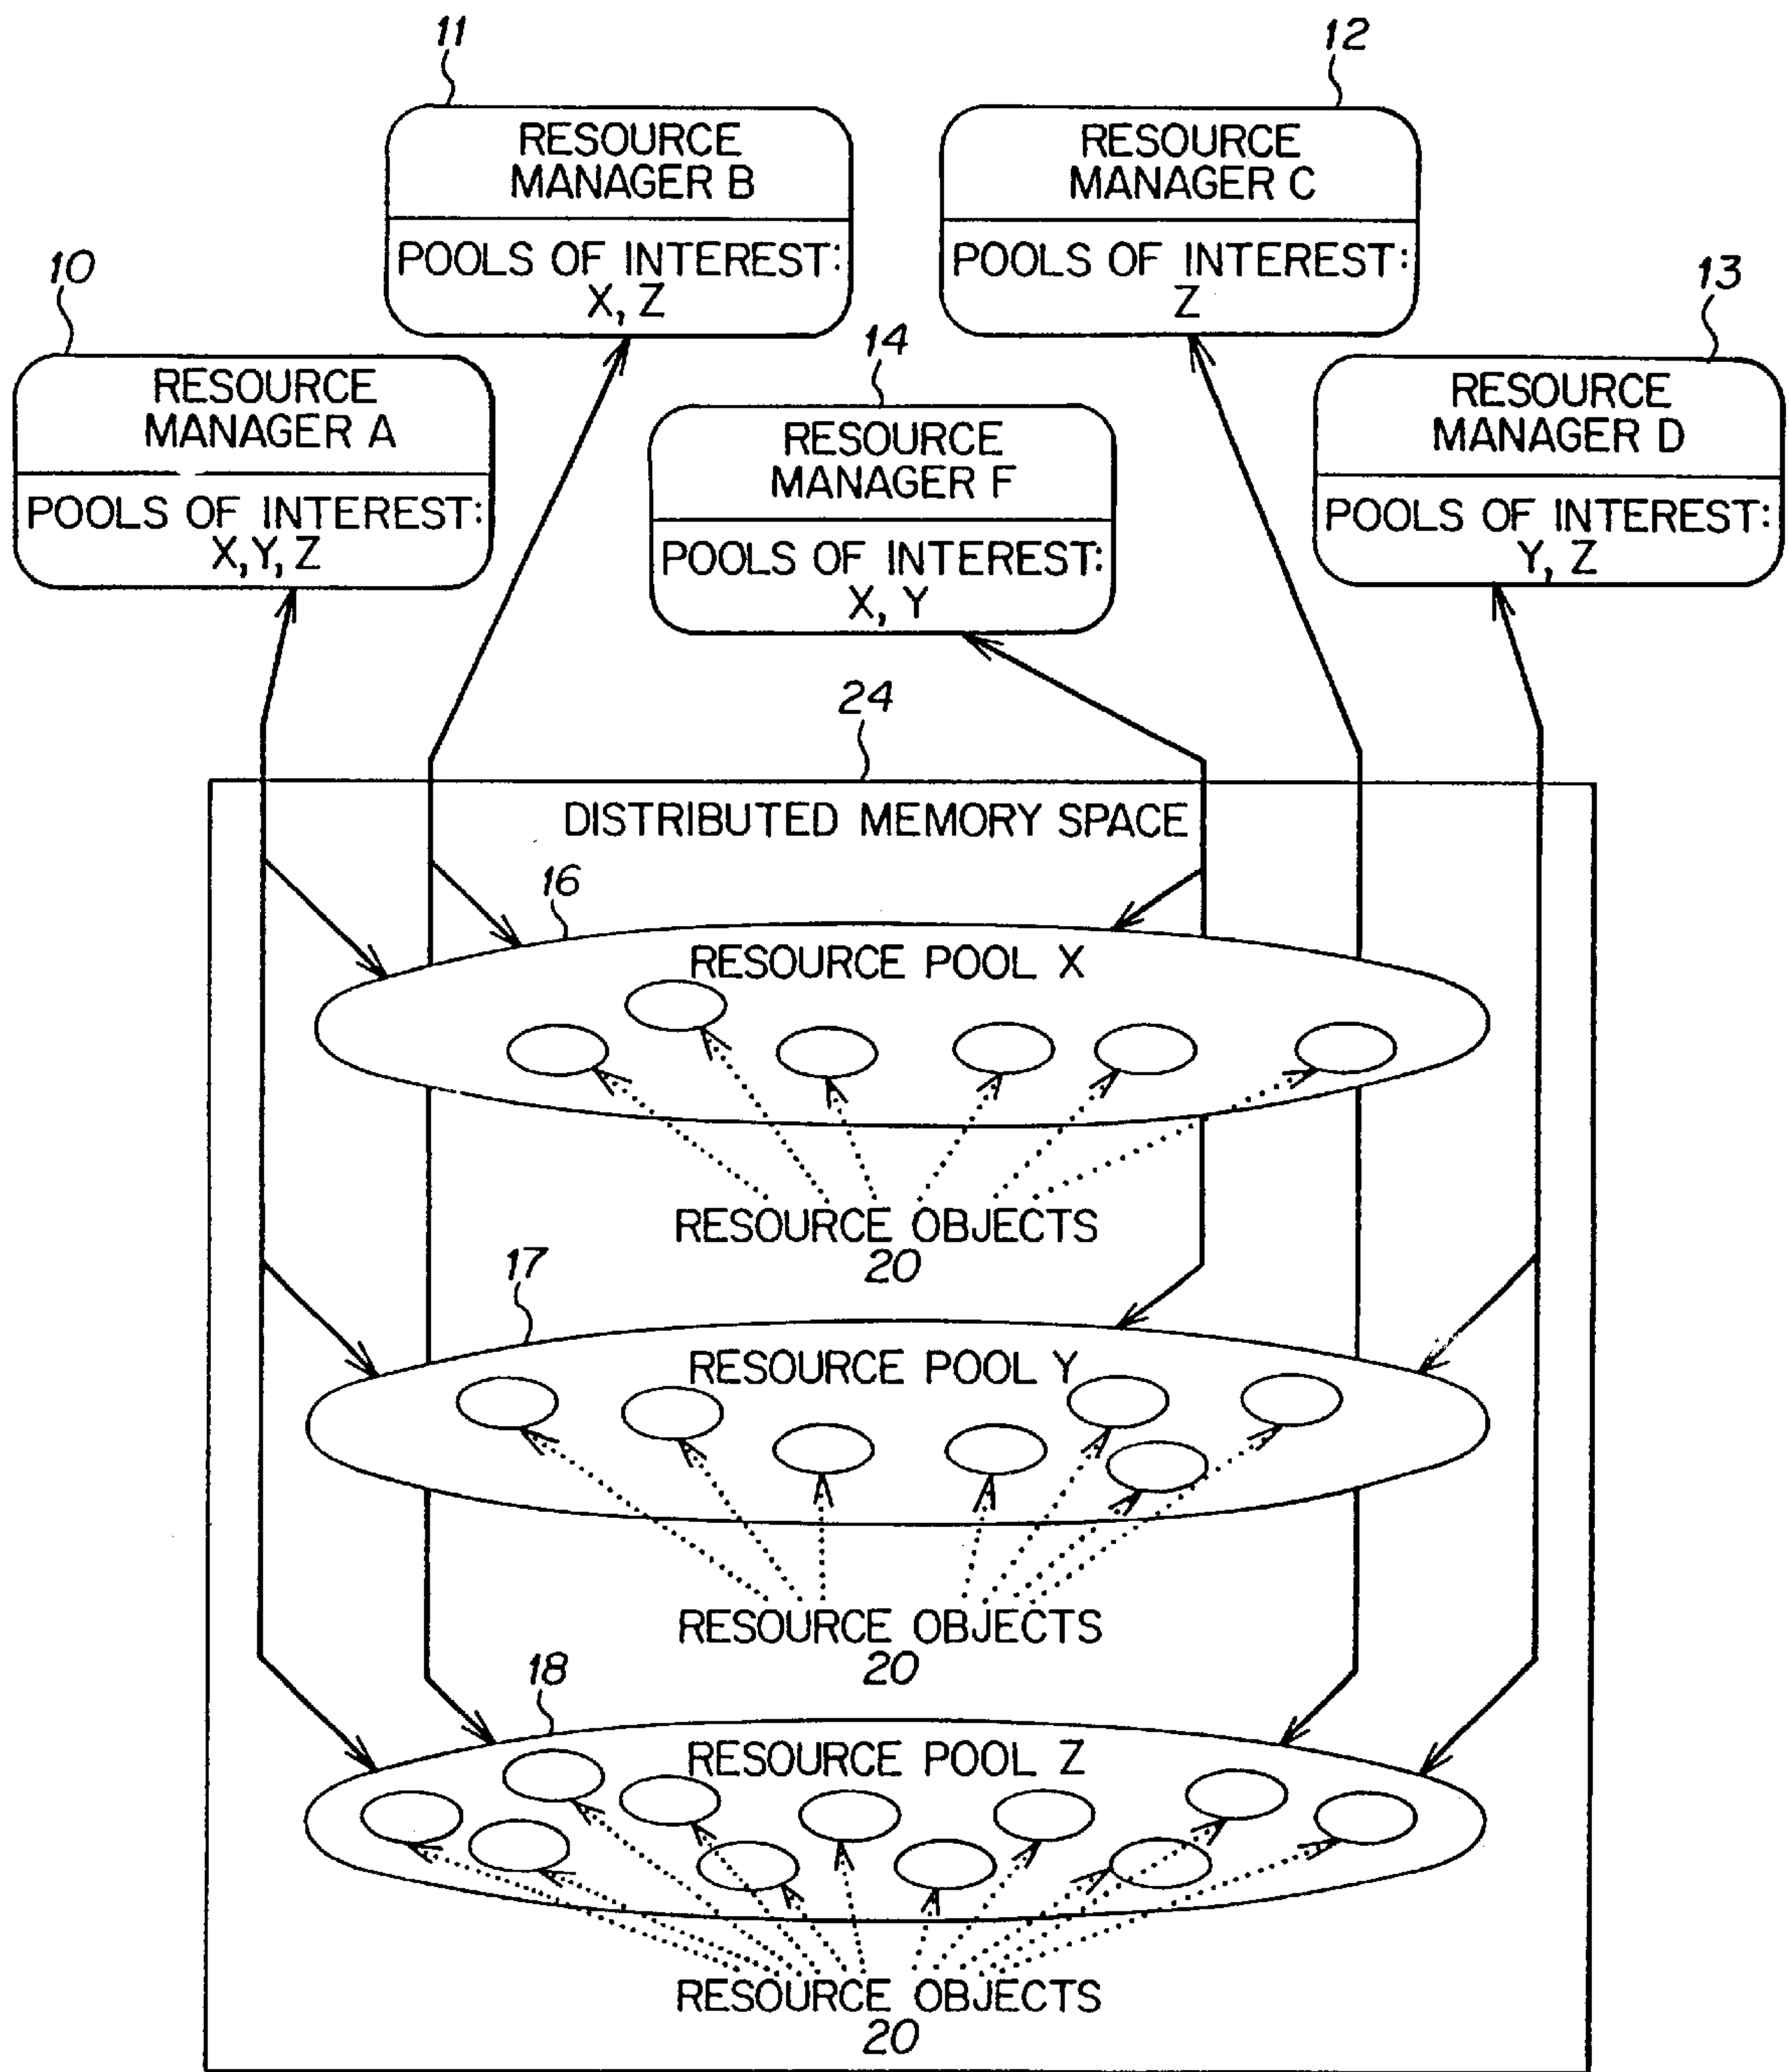 11
12
RESOURCE
MANAGER B
POOLS OF INTEREST:
X, Z
RESOURCE
MANAGER C
POOLS OF INTEREST:
Z
10
13
14
RESOURCE
MANAGER A
POOLS OF INTEREST:
X, Y, Z
RESOURCE
MANAGER F
POOLS OF INTEREST:
X, Y
RESOURCE
MANAGER D
POOLS OF INTEREST:
Y, Z
24
DISTRIBUTED MEMORY SPACE
16
RESOURCE POOL X
RESOURCE OBJECTS
20
17
RESOURCE POOL Y
RESOURCE OBJECTS
20
18
RESOURCE POOL Z
RESOURCE OBJECTS
20